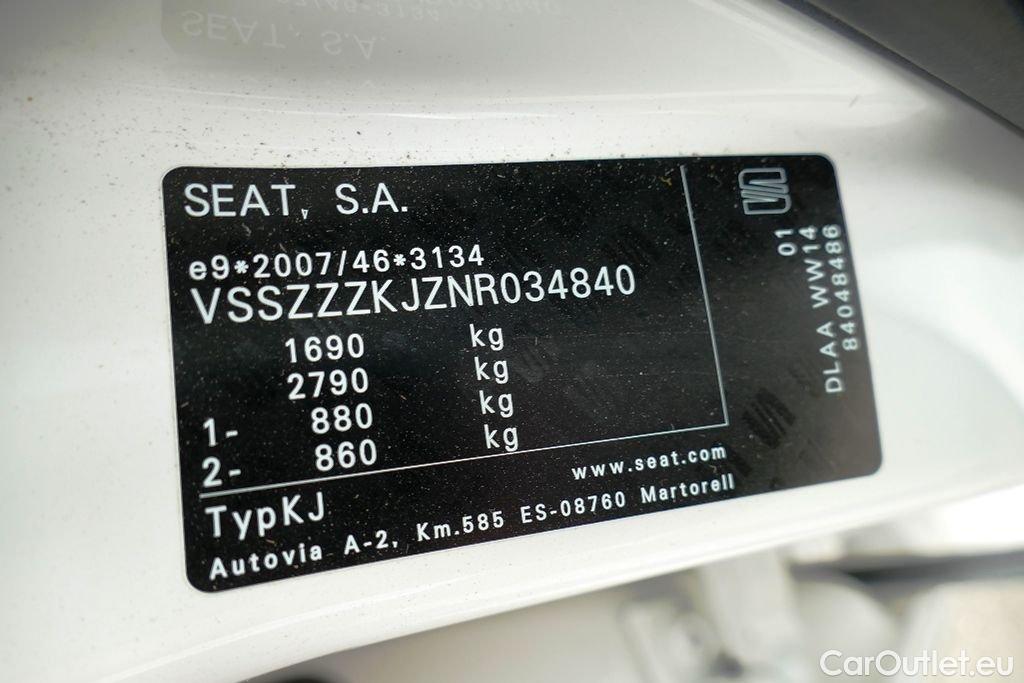 SEAT, S.A.
e9*2007/46*3134
VSSZZZKJZNR034840
1690 kg
2790 kg
1- 880 kg
2- 860 kg
TypKJ
www.seat.com
Autovia A-2, Km.585 ES-08760 Martorell
01
DLAA WW14
84048486
SEAT, S.A.
CarOutlet.eu